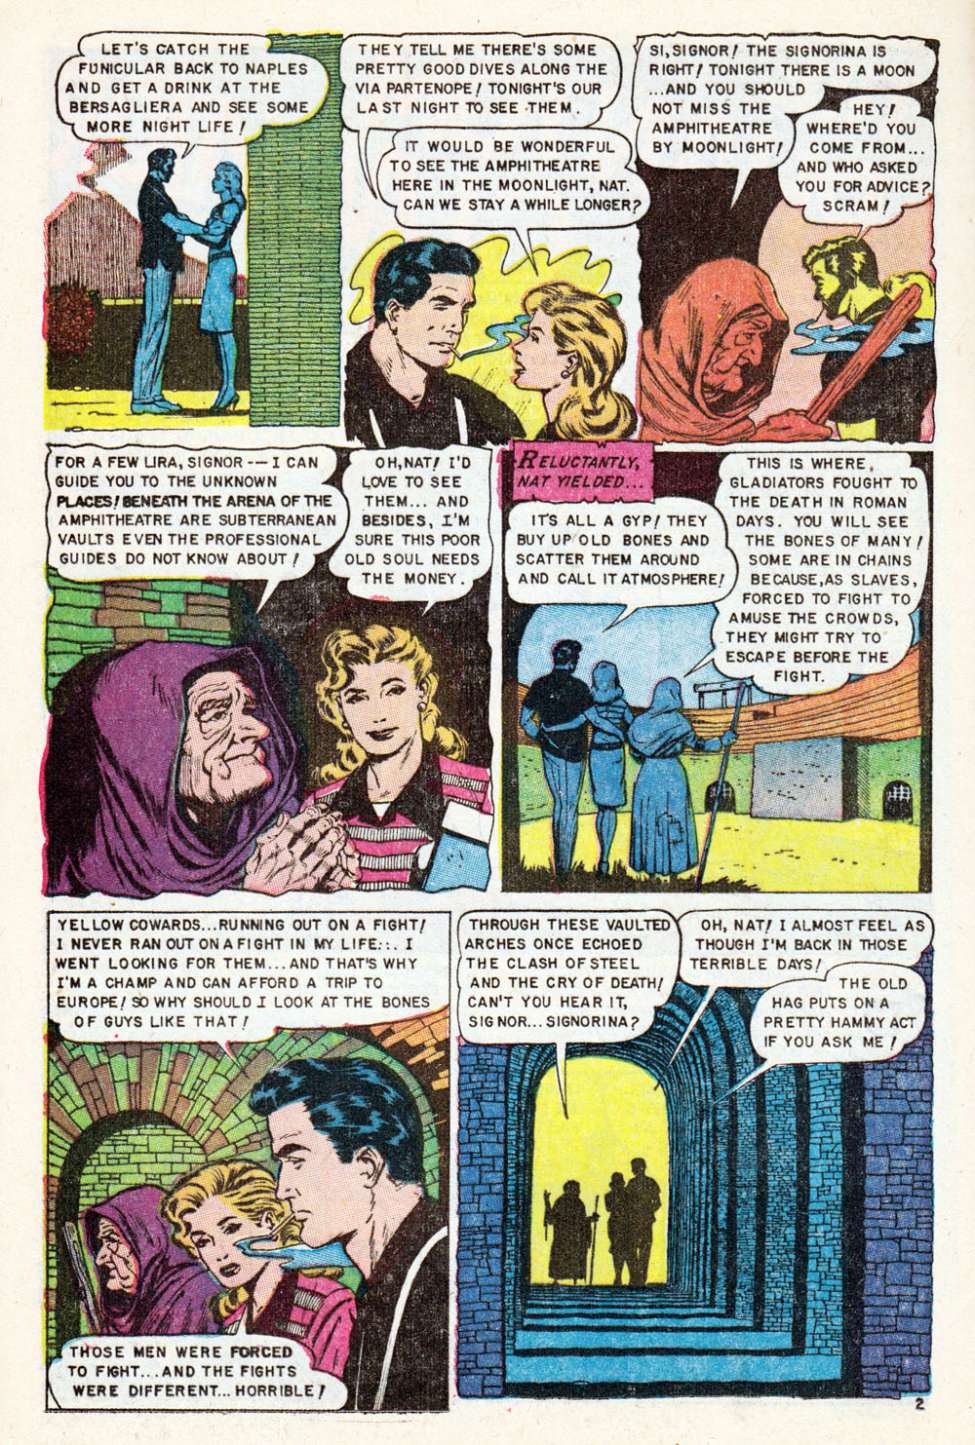 LET'S CATCH THE
FUNICULAR BACK TO NAPLES
AND GET A DRINK AT THE
BERSAGLIERA AND SEE SOME
MORE NIGHT LIFE!
THEY TELL ME THERE'S SOME
PRETTY GOOD DIVES ALONG THE
VIA PARTENOPE! TONIGHT'S OUR
LAST NIGHT TO SEE THEM.
IT WOULD BE WONDERFUL
TO SEE THE AMPHITHEATRE
HERE IN THE MOONLIGHT, NAT.
CAN WE STAY A WHILE LONGER?
SI, SIGNOR! THE SIGNORINA IS
RIGHT! TONIGHT THERE IS A MOON
...AND YOU SHOULD
NOT MISS THE
AMPHITHEATRE
BY MOONLIGHT!
HEY!
WHERE'D YOU
COME FROM...
AND WHO ASKED
YOU FOR ADVICE?
SCRAM!
FOR A FEW LIRA, SIGNOR -- I CAN
GUIDE YOU TO THE UNKNOWN
PLACES! BENEATH THE ARENA OF THE
AMPHITHEATRE ARE SUBTERRANEAN
VAULTS EVEN THE PROFESSIONAL
GUIDES DO NOT KNOW ABOUT!
OH, NAT! I'D
LOVE TO SEE
THEM... AND
BESIDES, I'M
SURE THIS POOR
OLD SOUL NEEDS
THE MONEY.
RELUCTANTLY,
NAT YIELDED...
IT'S ALL A GYP! THEY
BUY UP OLD BONES AND
SCATTER THEM AROUND
AND CALL IT ATMOSPHERE!
THIS IS WHERE,
GLADIATORS FOUGHT TO
THE DEATH IN ROMAN
DAYS. YOU WILL SEE
THE BONES OF MANY!
SOME ARE IN CHAINS
BECAUSE, AS SLAVES,
FORCED TO FIGHT TO
AMUSE THE CROWDS,
THEY MIGHT TRY TO
ESCAPE BEFORE THE
FIGHT.
YELLOW COWARDS...RUNNING OUT ON A FIGHT!
I NEVER RAN OUT ON A FIGHT IN MY LIFE... I
WENT LOOKING FOR THEM...AND THAT'S WHY
I'M A CHAMP AND CAN AFFORD A TRIP TO
EUROPE! SO WHY SHOULD I LOOK AT THE BONES
OF GUYS LIKE THAT!
THOSE MEN WERE FORCED
TO FIGHT...AND THE FIGHTS
WERE DIFFERENT...HORRIBLE!
THROUGH THESE VAULTED
ARCHES ONCE ECHOED
THE CLASH OF STEEL
AND THE CRY OF DEATH!
CAN'T YOU HEAR IT,
SIGNOR...SIGNORINA?
OH, NAT! I ALMOST FEEL AS
THOUGH I'M BACK IN THOSE
TERRIBLE DAYS!
THE OLD
HAG PUTS ON A
PRETTY HAMMY ACT
IF YOU ASK ME!
2